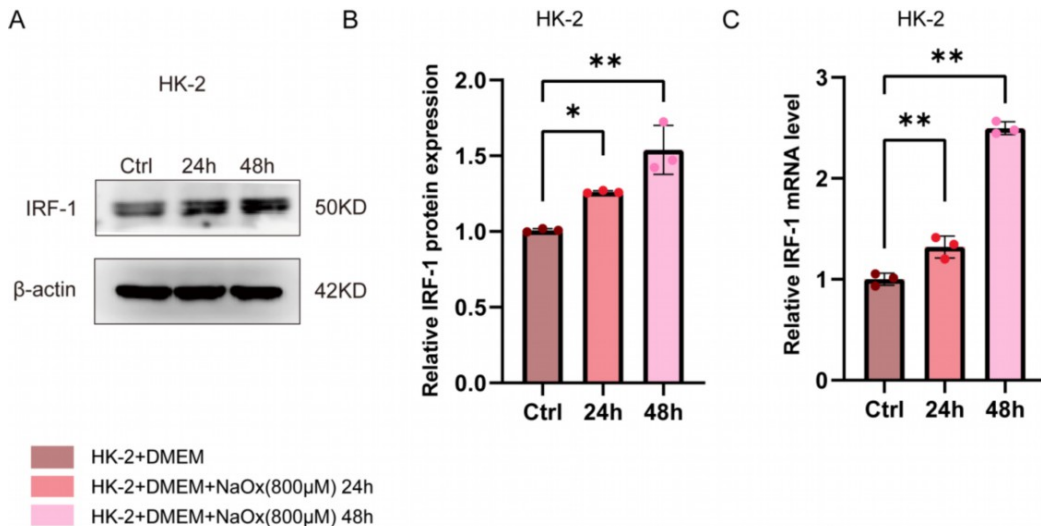 A
HK-2
Ctrl 24h 48h
IRF-1
50KD
β-actin
42KD
B
HK-2
Relative IRF-1 protein expression
2.0
1.5
1.0
0.5
0.0
**
*
Ctrl 24h 48h
C
HK-2
Relative IRF-1 mRNA level
3
2
1
0
**
**
Ctrl 24h 48h
HK-2+DMEM
HK-2+DMEM+NaOx(800μM) 24h
HK-2+DMEM+NaOx(800μM) 48h